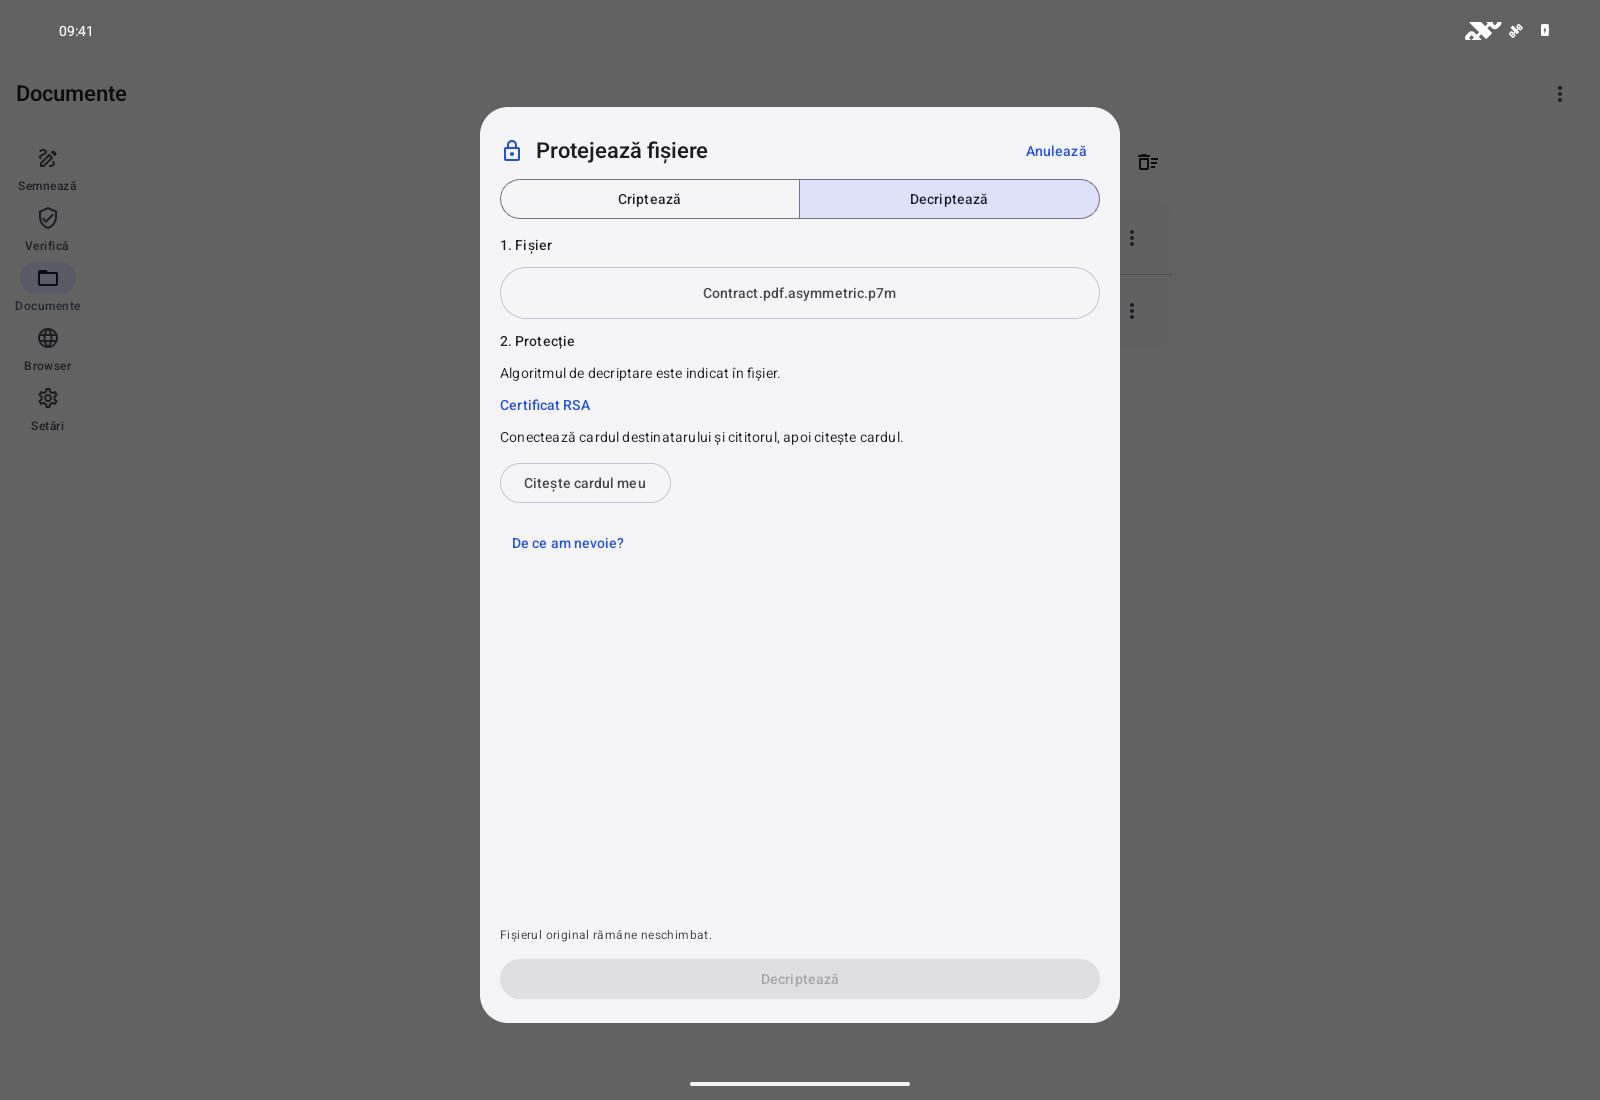 09:41
Documente
Semnează
Verifică
Documente
Browser
Setări
Protejează fișiere
Anulează
Criptează
Decriptează
1. Fișier
Contract.pdf.asymmetric.p7m
2. Protecție
Algoritmul de decriptare este indicat în fișier.
Certificat RSA
Conectează cardul destinatarului și cititorul, apoi citește cardul.
Citește cardul meu
De ce am nevoie?
Fișierul original rămâne neschimbat.
Decriptează